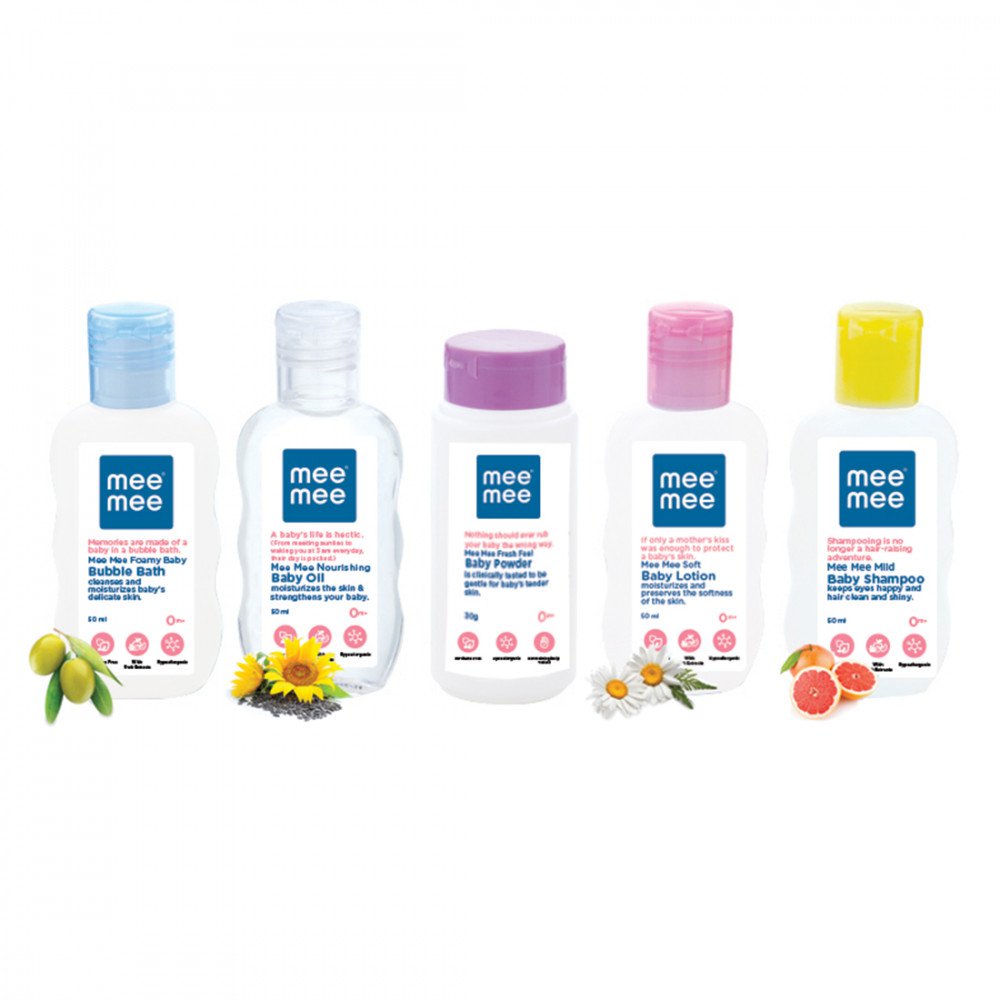 mee
mee
Memories are made of a
baby in a bubble bath.
Mee Mee Foamy Baby
Bubble Bath
cleanses and
moisturizes baby's
delicate skin.
50 ml
0m+
With
Hypoallergenic
mee
mee
A baby's life is hectic.
(From meeting aunties to
waking you at 3 am everyday,
their day is packed.)
Mee Mee Nourishing
Baby Oil
moisturizes the skin &
strengthens your baby.
50 ml
0m+
Hypoallergenic
mee
mee
Nothing should ever rub
your baby the wrong way.
Mee Mee Fresh Feel
Baby Powder
is clinically tested to be
gentle for baby's tender
skin.
30g
mee
mee
If only a mother's kiss
was enough to protect
a baby's skin.
Mee Mee Soft
Baby Lotion
moisturizes and
preserves the softness
of the skin.
50 ml
With
Hypoallergenic
mee
mee
Shampooing is no
longer a hair-raising
adventure.
Mee Mee Mild
Baby Shampoo
keeps eyes happy and
hair clean and shiny.
50 ml
0m+
With
Hypoallergenic